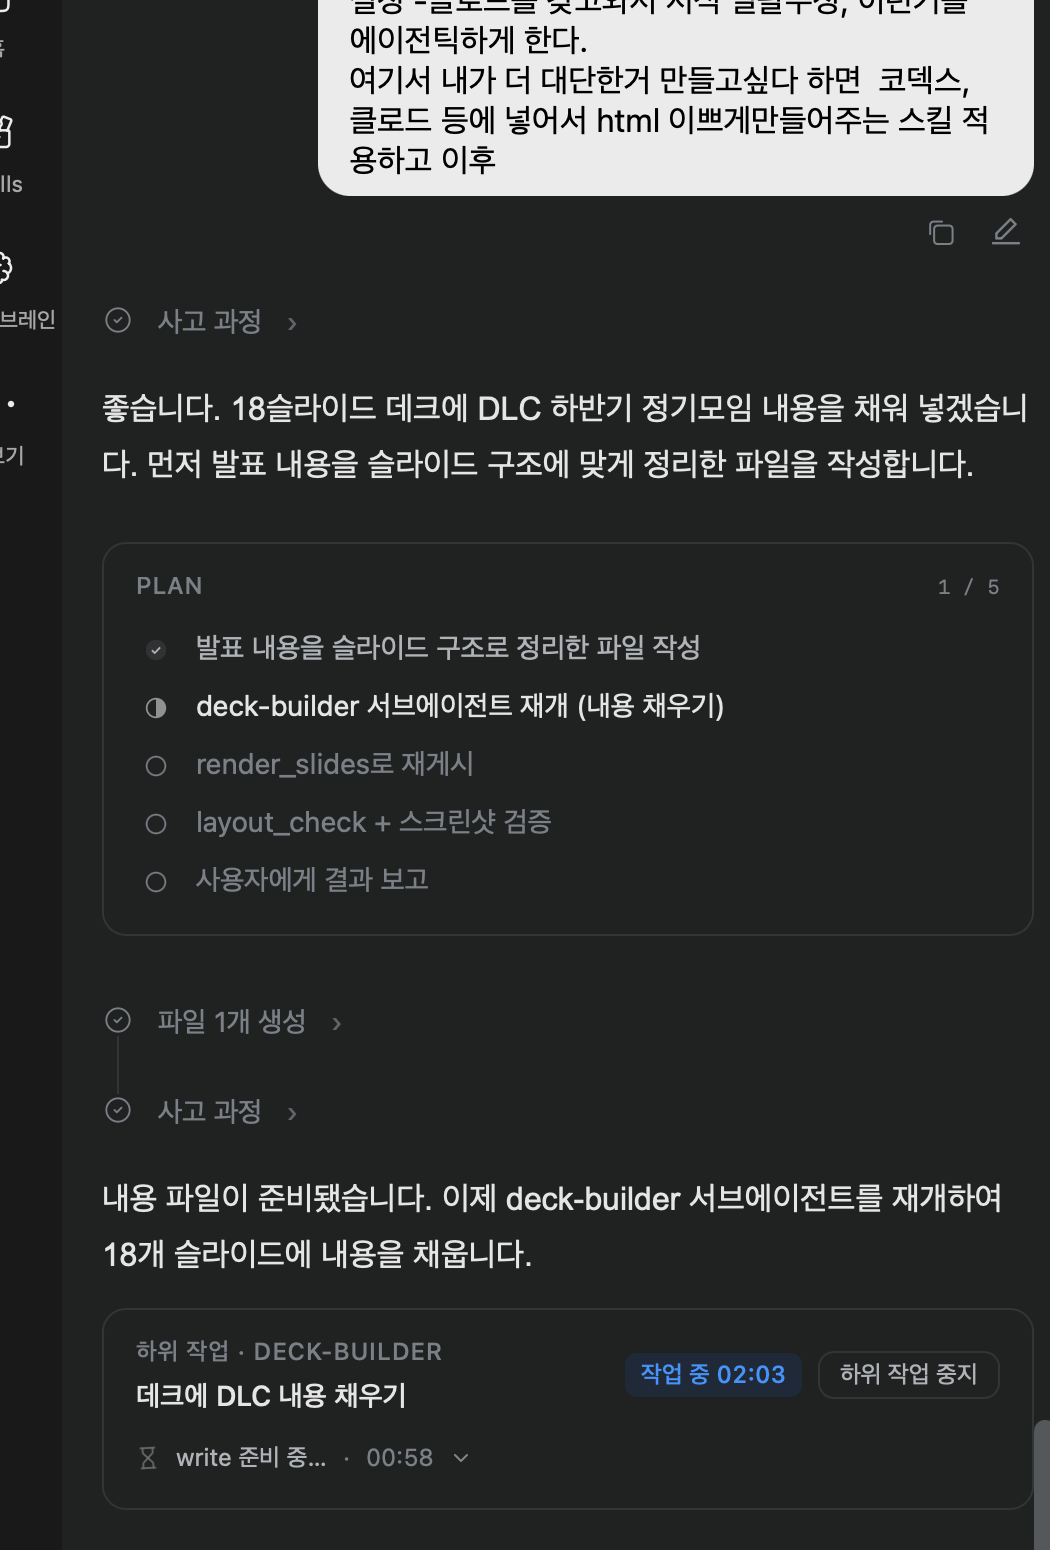 에이전틱하게 한다.
여기서 내가 더 대단한거 만들고싶다 하면  코덱스,
클로드 등에 넣어서 html 이쁘게만들어주는 스킬 적
용하고 이후
lls
브레인
사고 과정
좋습니다. 18슬라이드 데크에 DLC 하반기 정기모임 내용을 채워 넣겠습니
다. 먼저 발표 내용을 슬라이드 구조에 맞게 정리한 파일을 작성합니다.
PLAN
1 / 5
발표 내용을 슬라이드 구조로 정리한 파일 작성
deck-builder 서브에이전트 재개 (내용 채우기)
render_slides로 재게시
layout_check + 스크린샷 검증
사용자에게 결과 보고
파일 1개 생성
사고 과정
내용 파일이 준비됐습니다. 이제 deck-builder 서브에이전트를 재개하여
18개 슬라이드에 내용을 채웁니다.
하위 작업 · DECK-BUILDER
데크에 DLC 내용 채우기
작업 중 02:03
하위 작업 중지
write 준비 중... · 00:58